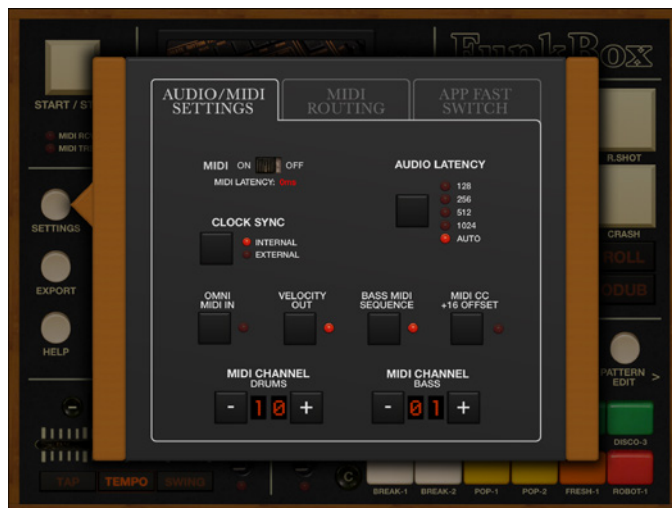 FunkBox
START / ST
MIDI RC
MIDI TR
AUDIO/MIDI
SETTINGS
MIDI
ROUTING
APP FAST
SWITCH
MIDI ON OFF
MIDI LATENCY: 0ms
AUDIO LATENCY
128
256
512
1024
AUTO
R.SHOT
CLOCK SYNC
INTERNAL
EXTERNAL
SETTINGS
CRASH
ROLL
ODUB
EXPORT
OMNI
MIDI IN
VELOCITY
OUT
BASS MIDI
SEQUENCE
MIDI CC
+16 OFFSET
HELP
MIDI CHANNEL
DRUMS
- 10 +
MIDI CHANNEL
BASS
- 01 +
PATTERN
EDIT >
DISCO-3
TAP TEMPO SWING
C
BREAK-1 BREAK-2 POP-1 POP-2 FRESH-1 ROBOT-1